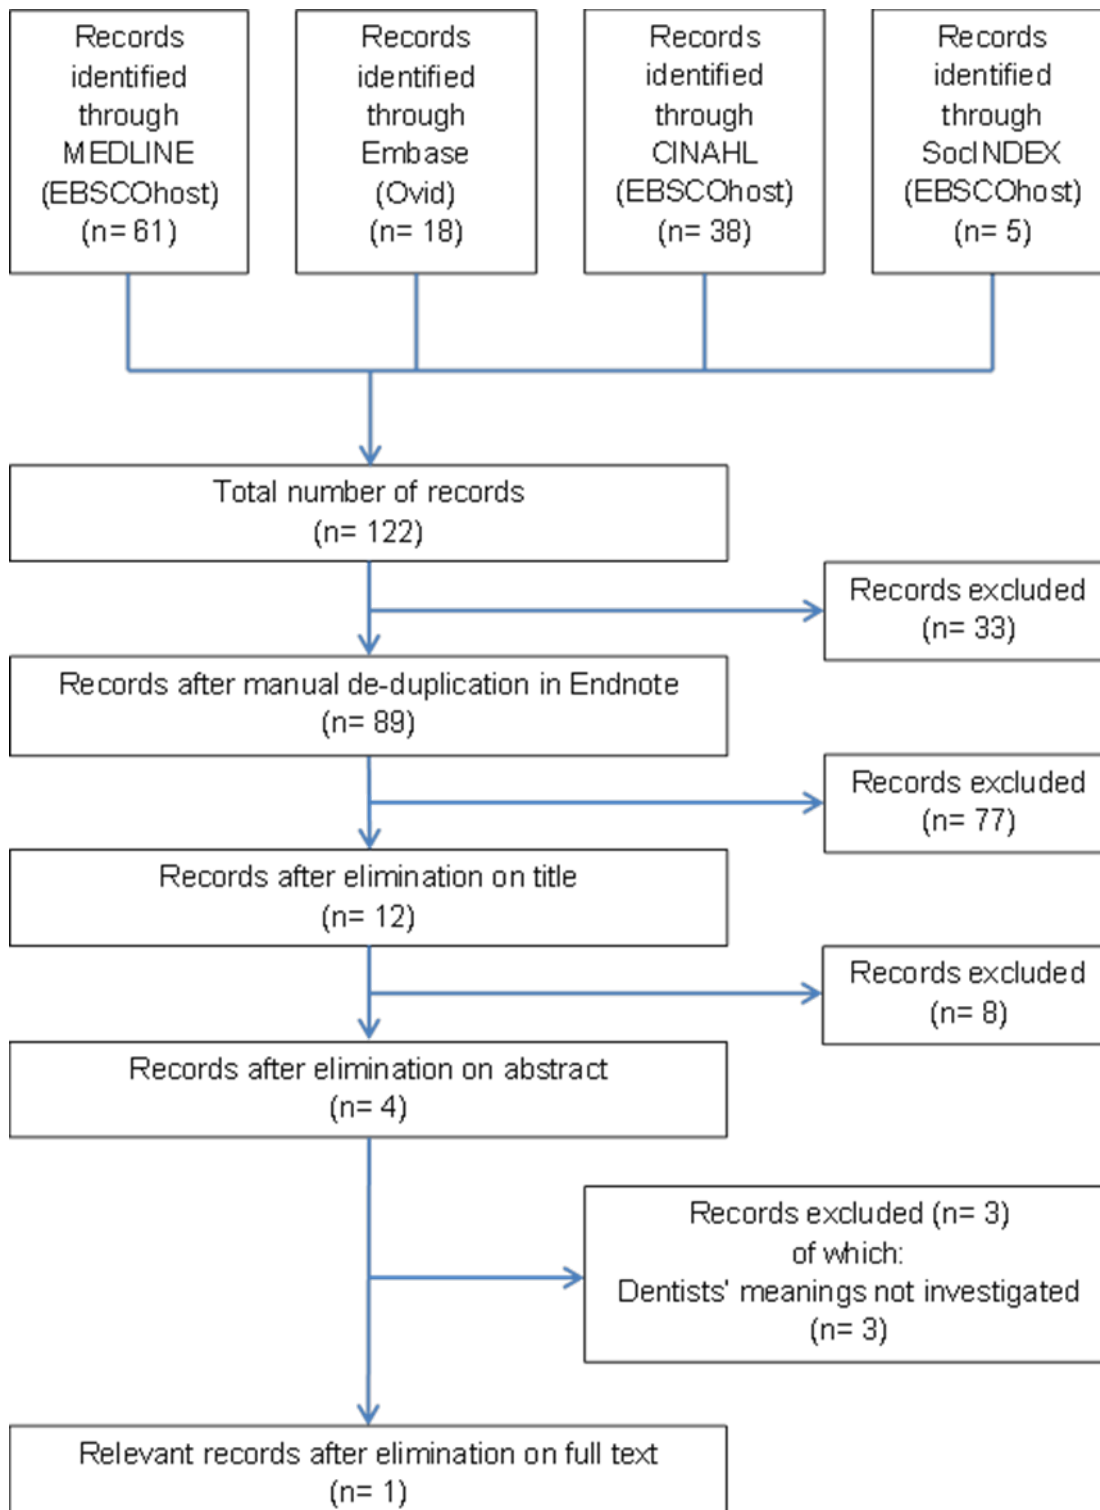 Records
identified
through
MEDLINE
(EBSCOhost)
(n= 61)
Records
identified
through
Embase
(Ovid)
(n= 18)
Records
identified
through
CINAHL
(EBSCOhost)
(n= 38)
Records
identified
through
SocINDEX
(EBSCOhost)
(n= 5)
Total number of records
(n= 122)
Records excluded
(n= 33)
Records after manual de-duplication in Endnote
(n= 89)
Records excluded
(n= 77)
Records after elimination on title
(n= 12)
Records excluded
(n= 8)
Records after elimination on abstract
(n= 4)
Records excluded (n= 3)
of which:
Dentists' meanings not investigated
(n= 3)
Relevant records after elimination on full text
(n= 1)